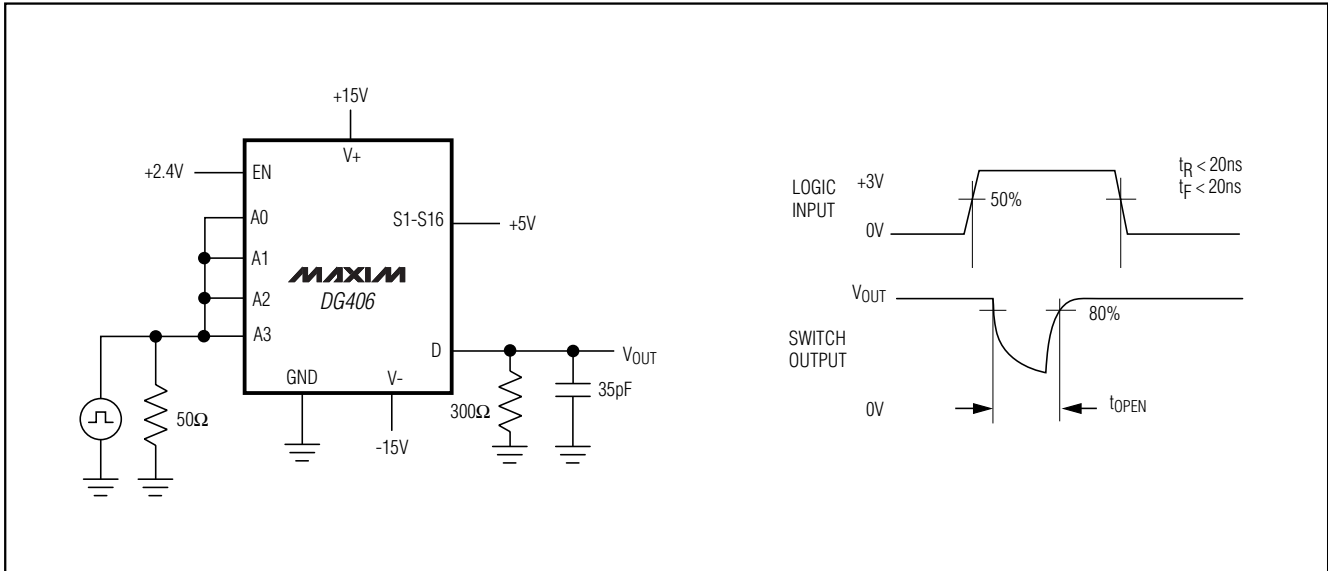 +15V
V+
+2.4V
EN
A0
S1-S16
+5V
A1
MAXIM
DG406
A2
A3
D
VOUT
GND
V-
50Ω
-15V
300Ω
35pF
LOGIC
INPUT
+3V
50%
0V
tR < 20ns
tF < 20ns
VOUT
80%
SWITCH
OUTPUT
0V
tOPEN